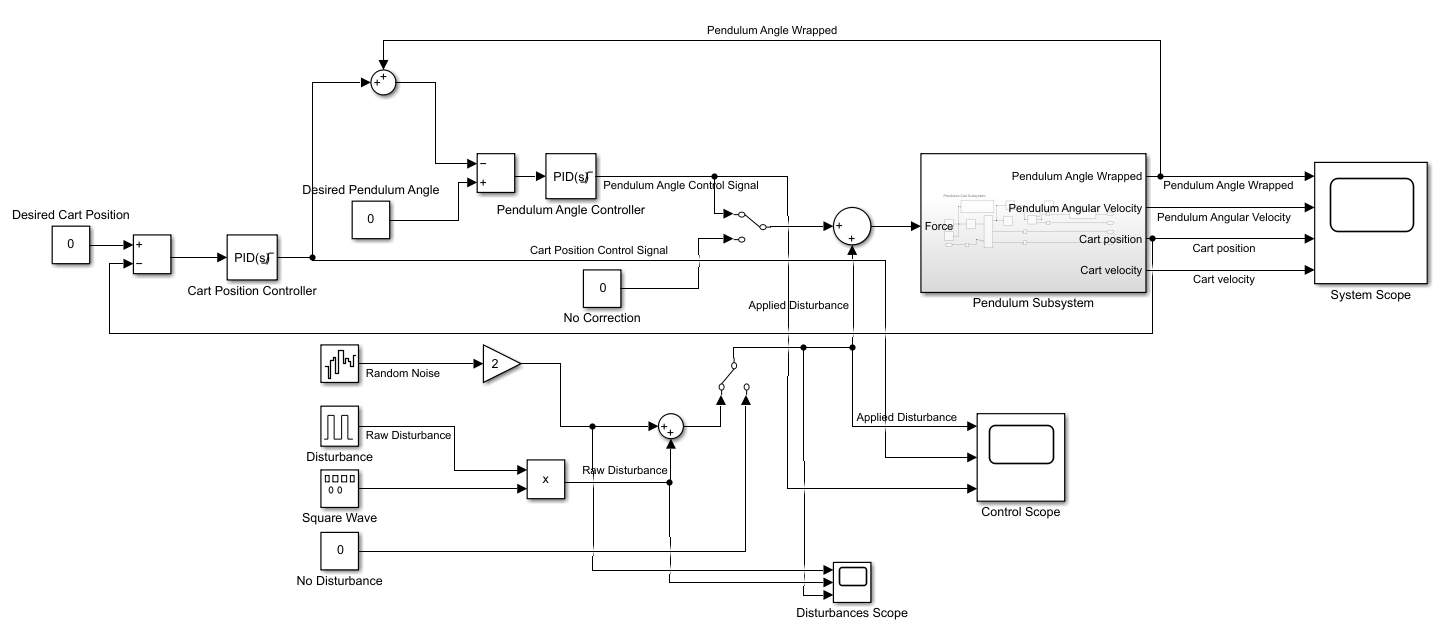 Pendulum Angle Wrapped
+
+
Desired Pendulum Angle
0
−
+
PID(s)
Pendulum Angle Control Signal
Pendulum Angle Controller
Desired Cart Position
0
+
−
PID(s)
Cart Position Controller
Cart Position Control Signal
0
No Correction
+
+
Applied Disturbance
Force
Pendulum Angle Wrapped
Pendulum Angular Velocity
Cart position
Cart velocity
Pendulum Subsystem
Pendulum Angle Wrapped
Pendulum Angular Velocity
Cart position
Cart velocity
System Scope
Random Noise
2
Disturbance
Raw Disturbance
Square Wave
x
Raw Disturbance
+
+
0
No Disturbance
Applied Disturbance
Control Scope
Disturbances Scope